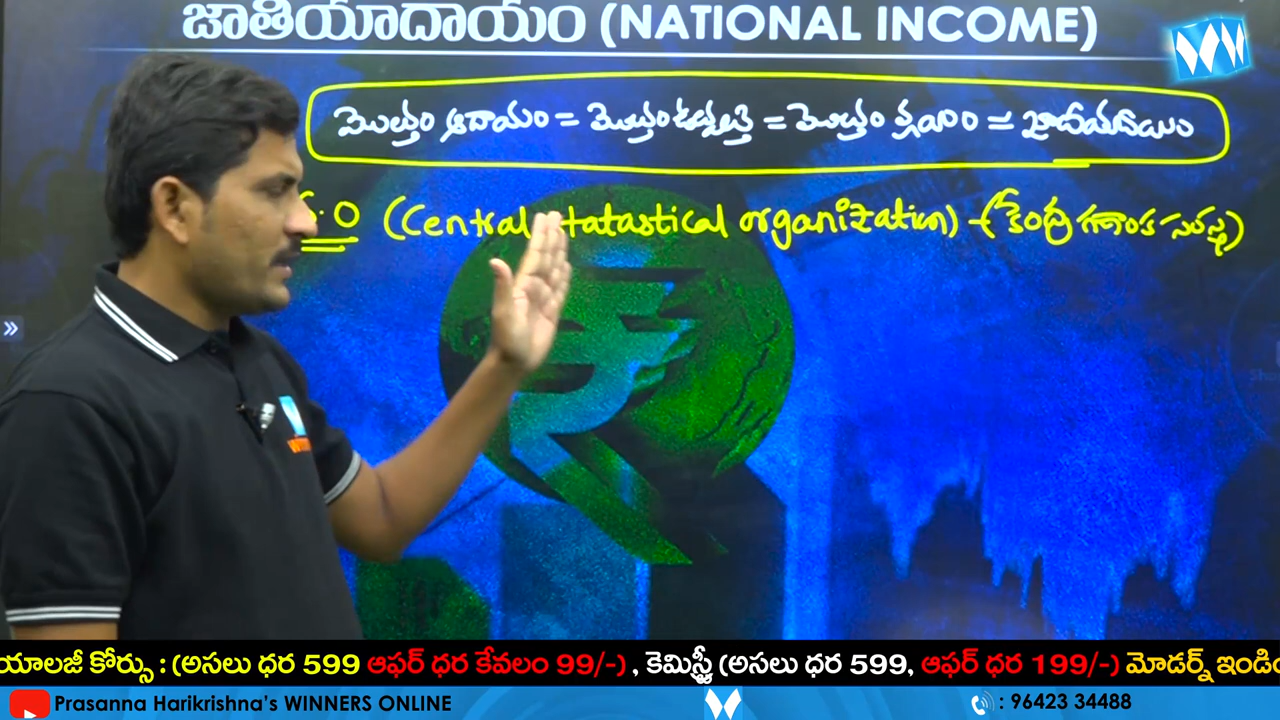 జాతీయాదాయం (NATIONAL INCOME)
మొత్తం ఆదాయం = మొత్తం ఉత్పత్తి = మొత్తం వ్యయం = జాతీయాదాయం
S.O (Central Statastical organization) - (కేంద్ర గణాంక సంస్థ)
యాలజీ కోర్సు : (అసలు ధర 599 ఆఫర్ ధర కేవలం 99/-) , కెమిస్ట్రీ (అసలు ధర 599, ఆఫర్ ధర 199/-) మోడర్న్ ఇండి
Prasanna Harikrishna's WINNERS ONLINE : 96423 34488